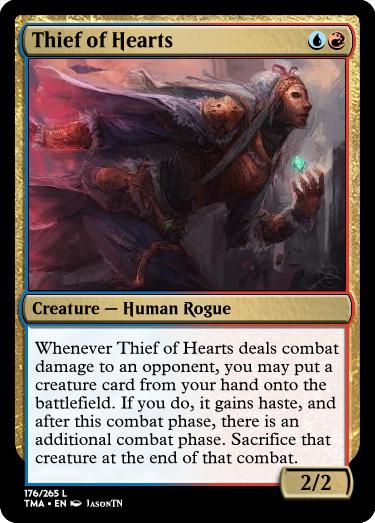 Thief of Hearts
Creature — Human Rogue
Whenever Thief of Hearts deals combat
damage to an opponent, you may put a
creature card from your hand onto the
battlefield. If you do, it gains haste, and
after this combat phase, there is an
additional combat phase. Sacrifice that
creature at the end of that combat.
2/2
176/265 L
TMA • EN JasonTN